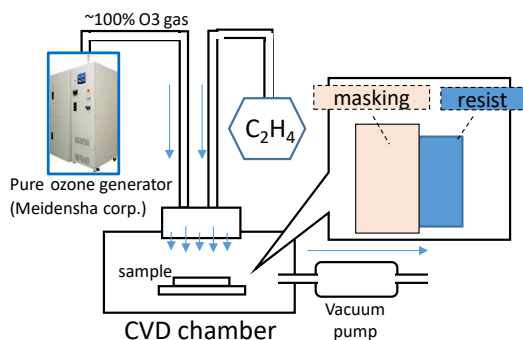 ~100% O3 gas
C₂H₄
masking
resist
Pure ozone generator
(Meidensha corp.)
sample
Vacuum
pump
CVD chamber